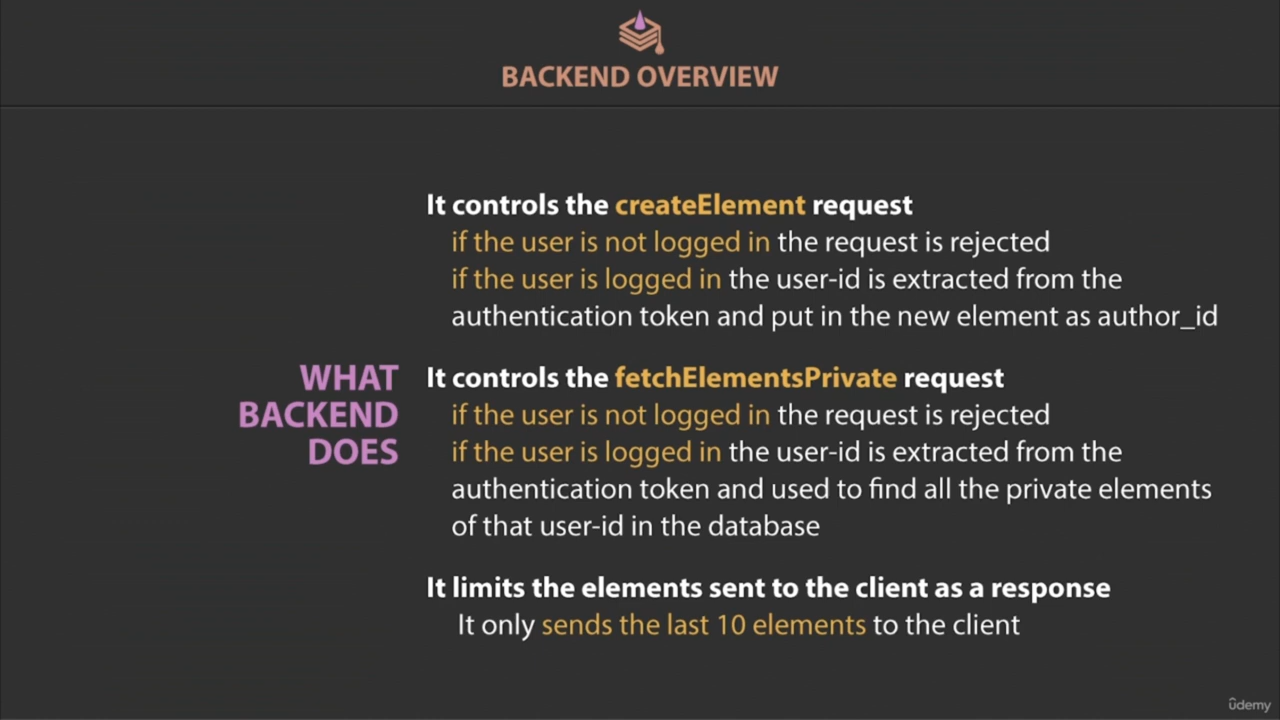 BACKEND OVERVIEW
It controls the createElement request
if the user is not logged in the request is rejected
if the user is logged in the user-id is extracted from the
authentication token and put in the new element as author_id
WHAT
BACKEND
DOES
It controls the fetchElementsPrivate request
if the user is not logged in the request is rejected
if the user is logged in the user-id is extracted from the
authentication token and used to find all the private elements
of that user-id in the database
It limits the elements sent to the client as a response
It only sends the last 10 elements to the client
ûdemy